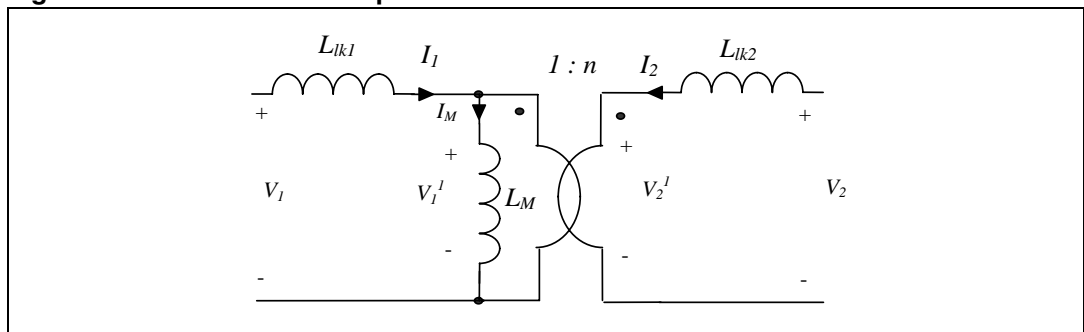 L_lk1 I_1 1 : n I_2 L_lk2
+ I_M +
+ +
V_1 V_1^1 L_M V_2^1 V_2
- -
- -